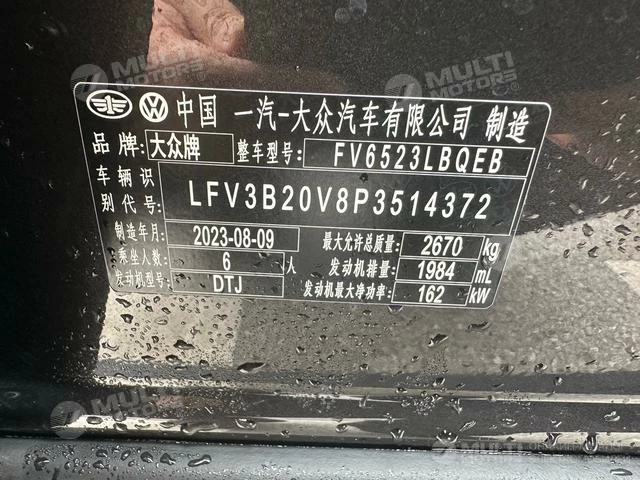 MULTI MOTORS
MULTI MOTORS
中国 一汽-大众汽车有限公司 制造
品牌: 大众牌 整车型号: FV6523LBQEB
车辆识别代号: LFV3B20V8P3514372
制造年月: 2023-08-09 最大允许总质量: 2670 kg
乘坐人数: 6 人 发动机排量: 1984 mL
发动机型号: DTJ 发动机最大净功率: 162 kW
MULTI MOTORS
MULTI MOTORS